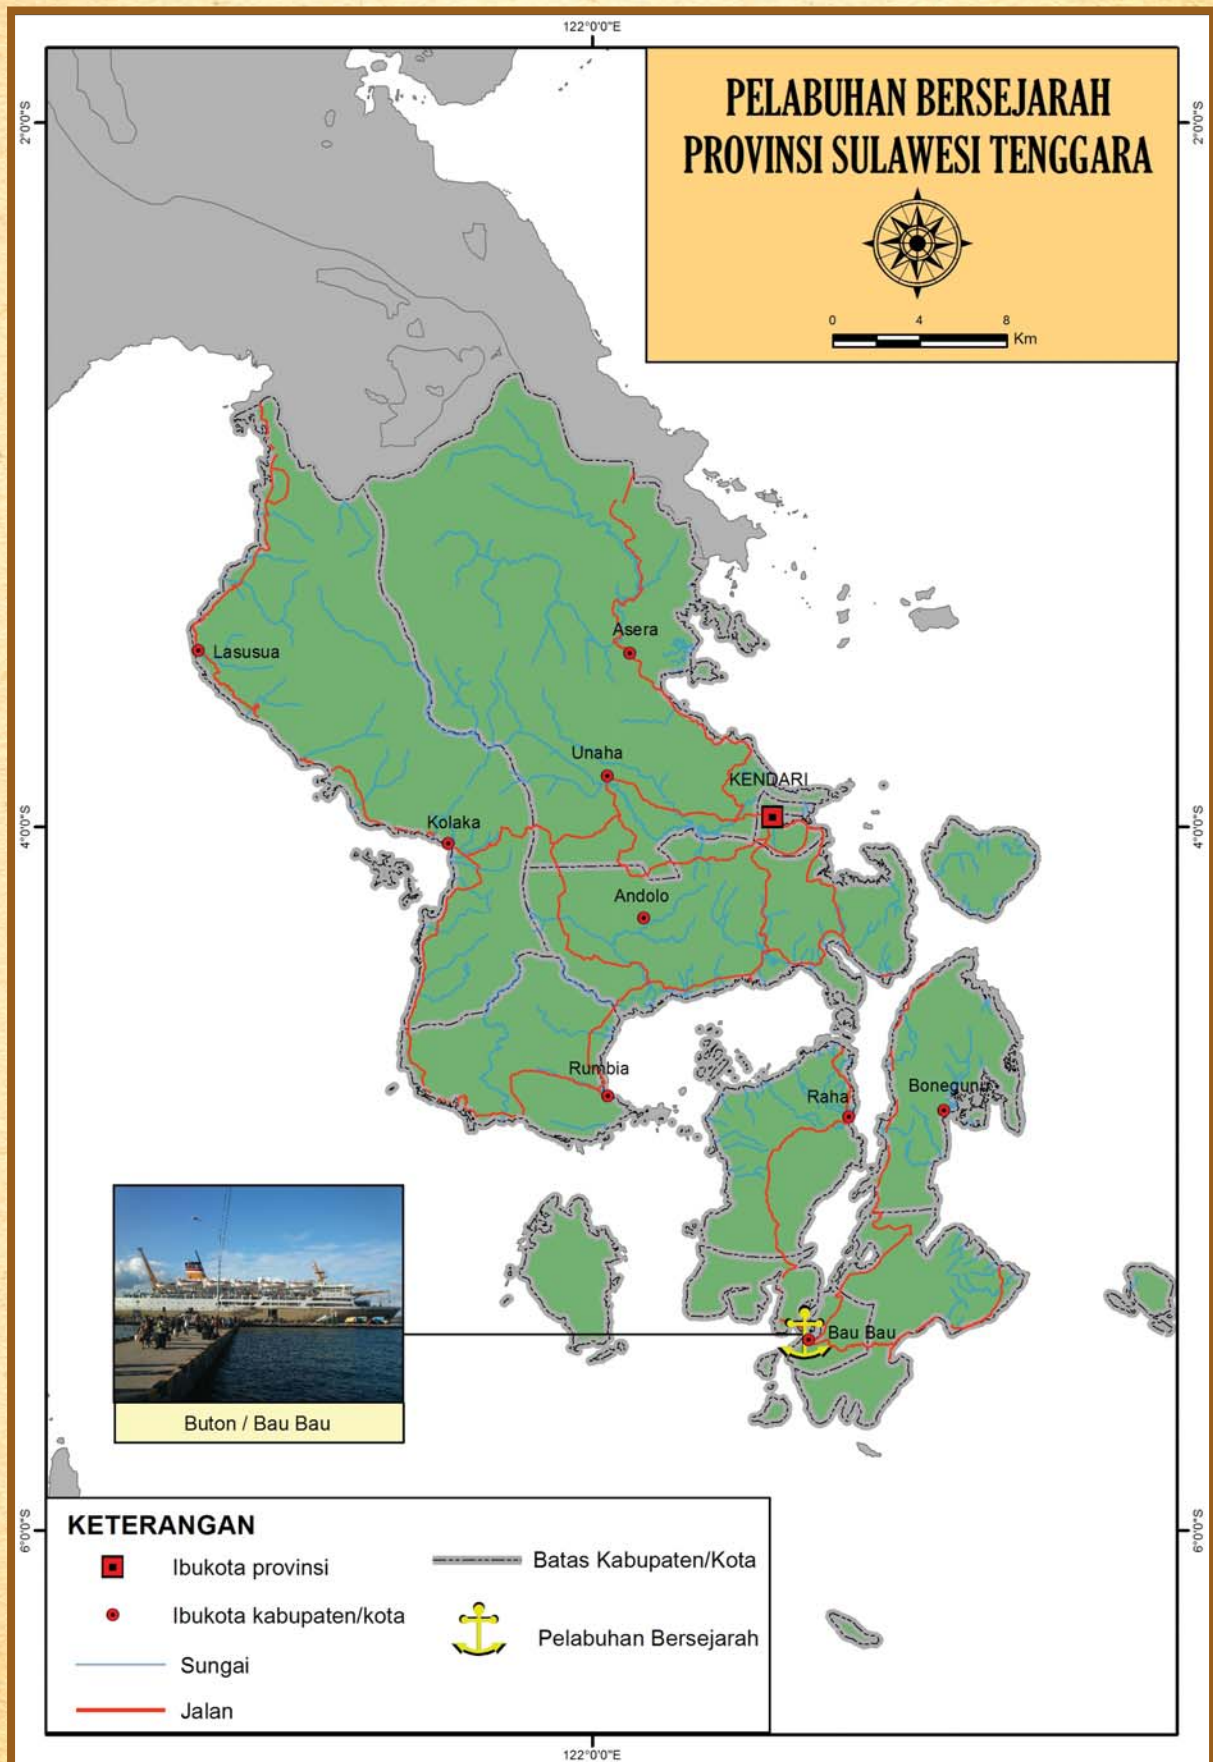 122°0'0"E
PELABUHAN BERSEJARAH
PROVINSI SULAWESI TENGGARA
0 4 8
Km
2°0'0"S
2°0'0"S
Asera
Lasusua
Unaha
KENDARI
Kolaka
4°0'0"S
4°0'0"S
Andolo
Rumbia
Raha
Bonegunu
Bau Bau
Buton / Bau Bau
KETERANGAN
Ibukota provinsi
Ibukota kabupaten/kota
Sungai
Jalan
Batas Kabupaten/Kota
Pelabuhan Bersejarah
6°0'0"S
6°0'0"S
122°0'0"E